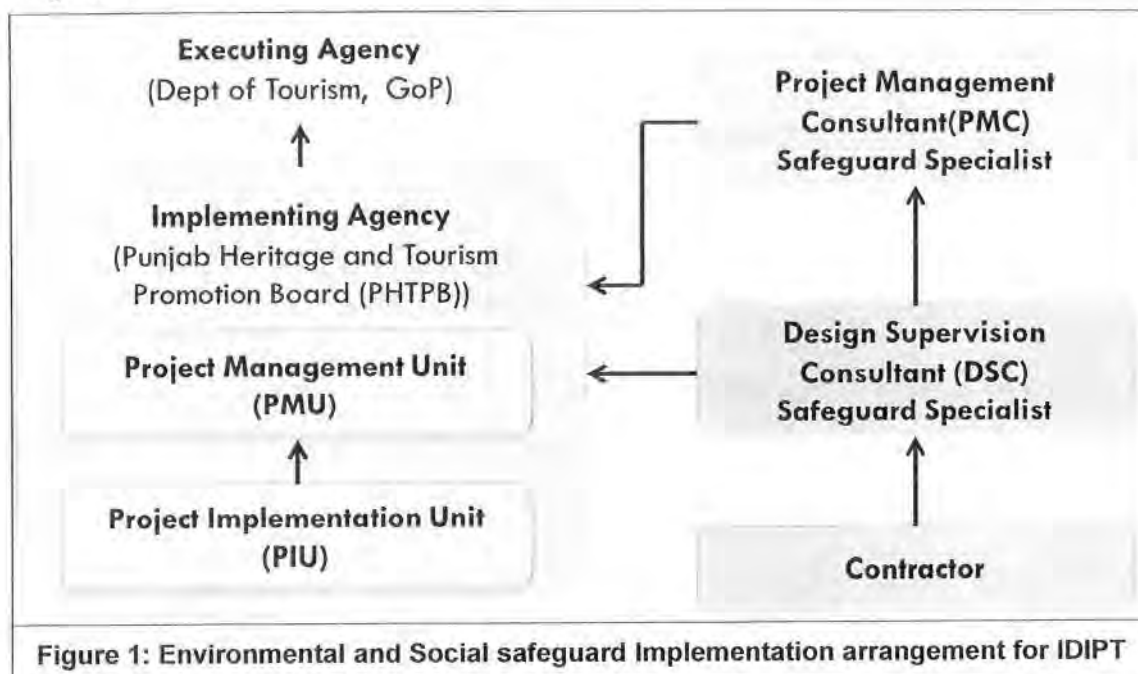 Executing Agency
(Dept of Tourism, GoP)
Implementing Agency
(Punjab Heritage and Tourism
Promotion Board (PHTPB))
Project Management Unit
(PMU)
Project Implementation Unit
(PIU)
Project Management
Consultant(PMC)
Safeguard Specialist
Design Supervision
Consultant (DSC)
Safeguard Specialist
Contractor
Figure 1: Environmental and Social safeguard Implementation arrangement for IDIPT